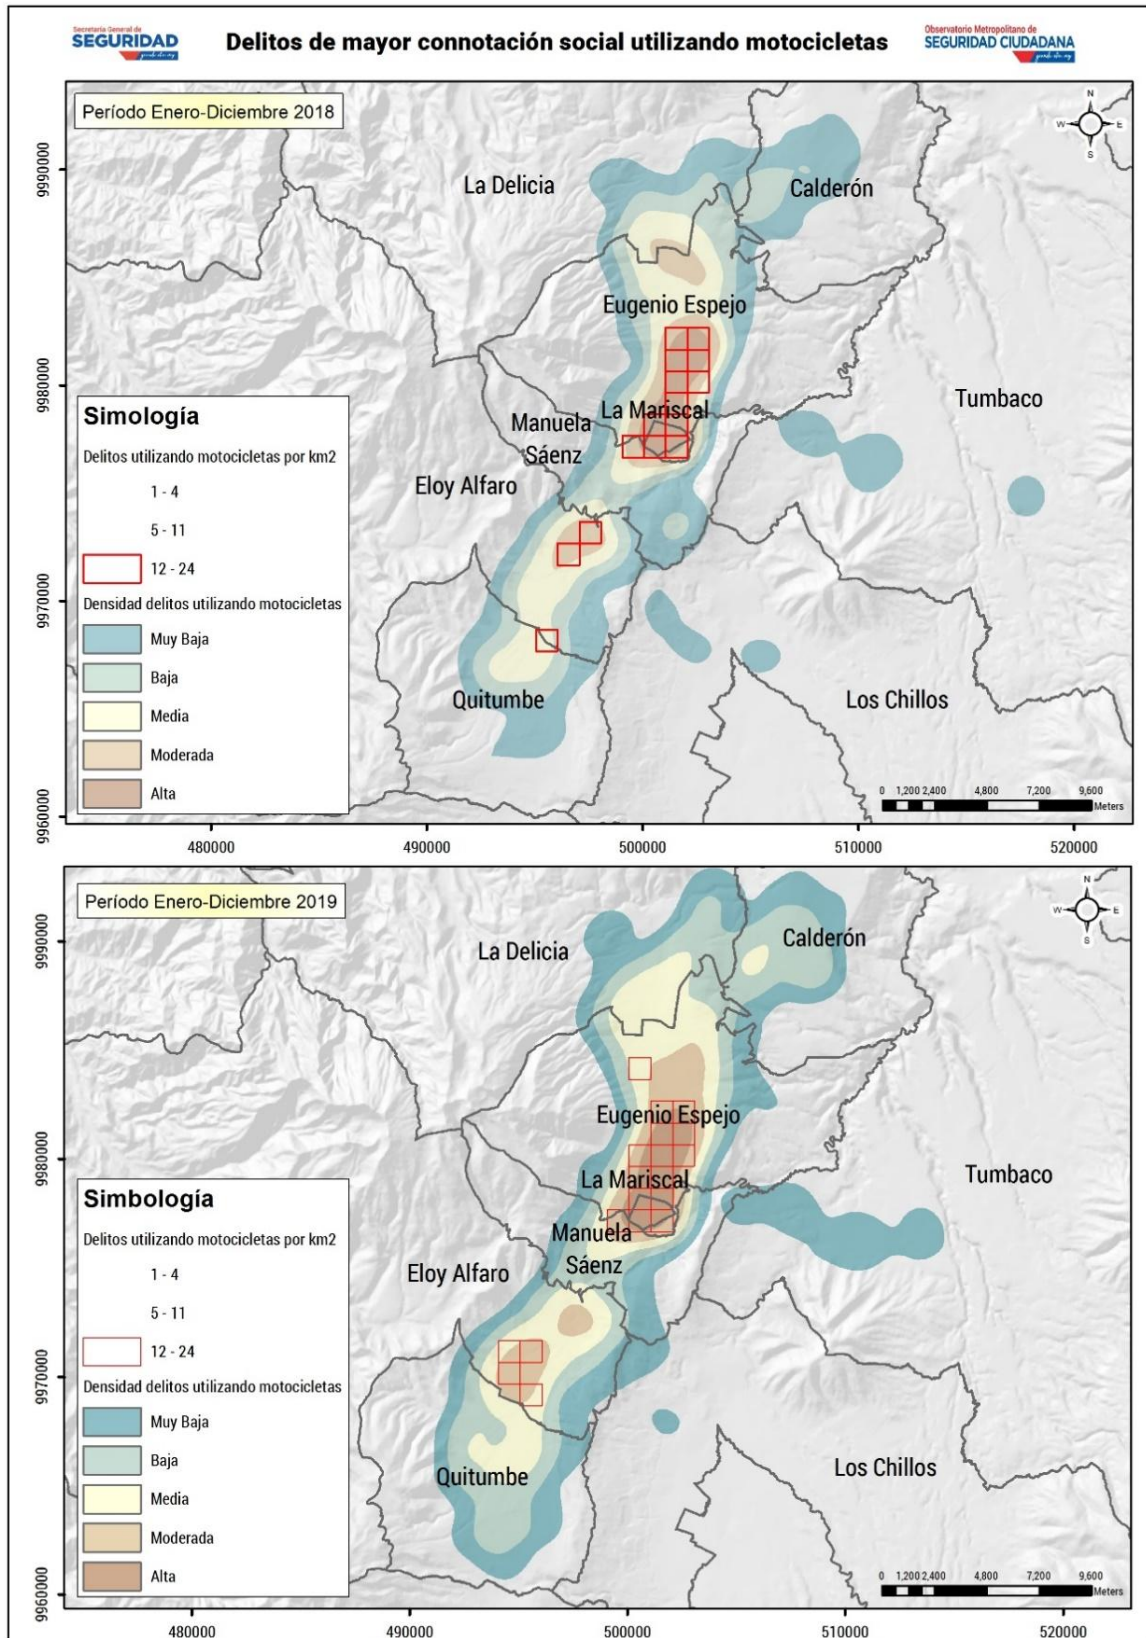 Secretaría General de
SEGURIDAD
Delitos de mayor connotación social utilizando motocicletas
Observatorio Metropolitano de
SEGURIDAD CIUDADANA
Período Enero-Diciembre 2018
N
W
E
S
La Delicia
Calderón
Eugenio Espejo
La Mariscal
Manuela
Sáenz
Eloy Alfaro
Tumbaco
Quitumbe
Los Chillos
9990000
9980000
9970000
9960000
Simología
Delitos utilizando motocicletas por km2
1 - 4
5 - 11
12 - 24
Densidad delitos utilizando motocicletas
Muy Baja
Baja
Media
Moderada
Alta
0 1,200 2,400 4,800 7,200 9,600
Meters
480000 490000 500000 510000 520000
Período Enero-Diciembre 2019
N
W
E
S
La Delicia
Calderón
Eugenio Espejo
La Mariscal
Manuela
Sáenz
Eloy Alfaro
Tumbaco
Quitumbe
Los Chillos
9990000
9980000
9970000
9960000
Simbología
Delitos utilizando motocicletas por km2
1 - 4
5 - 11
12 - 24
Densidad delitos utilizando motocicletas
Muy Baja
Baja
Media
Moderada
Alta
0 1,200 2,400 4,800 7,200 9,600
Meters
480000 490000 500000 510000 520000